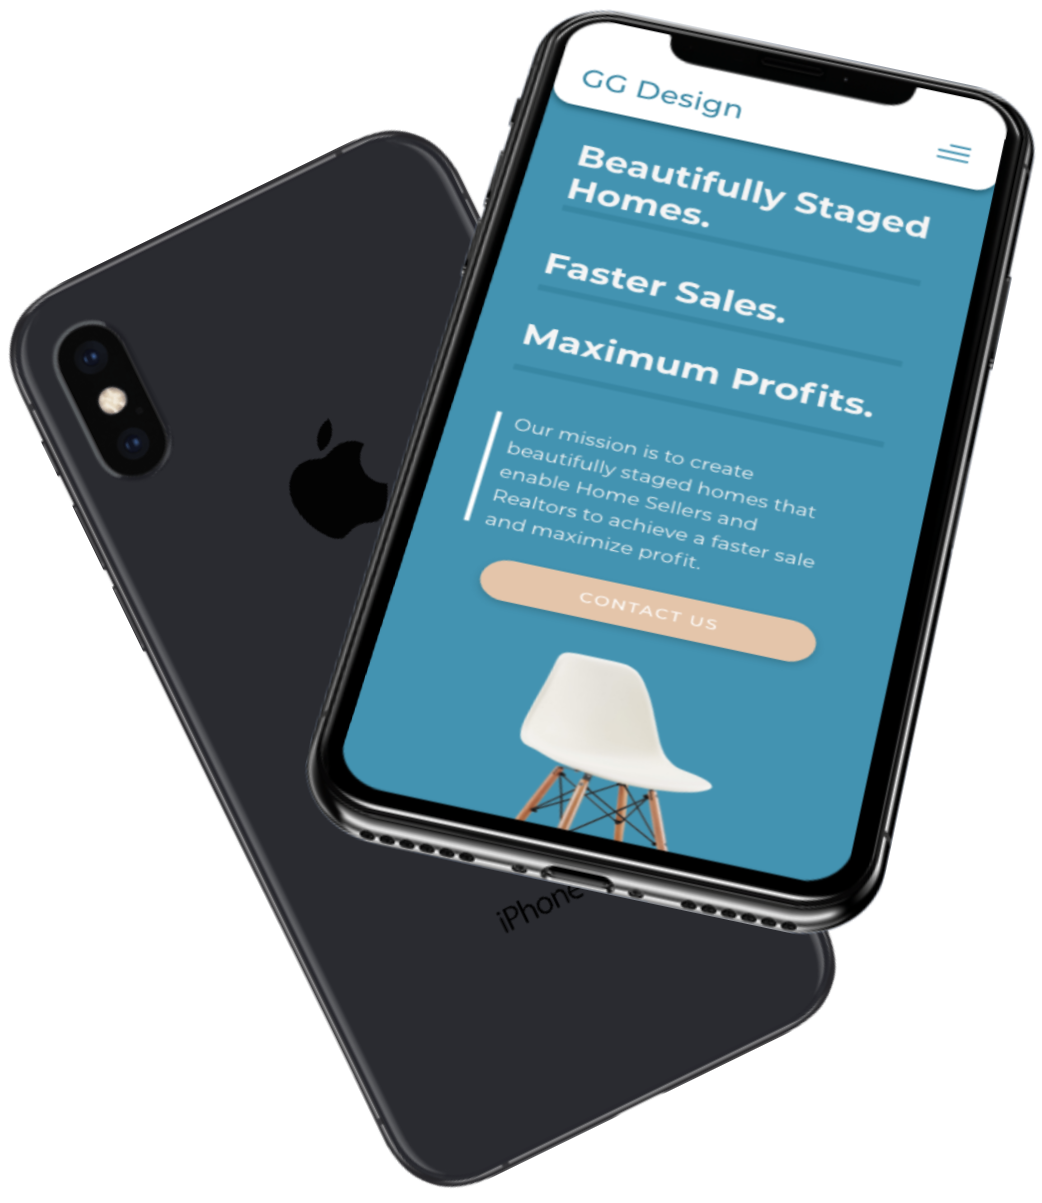 GG Design
Beautifully Staged
Homes.
Faster Sales.
Maximum Profits.
Our mission is to create
beautifully staged homes that
enable Home Sellers and
Realtors to achieve a faster sale
and maximize profit.
CONTACT US
iPhone